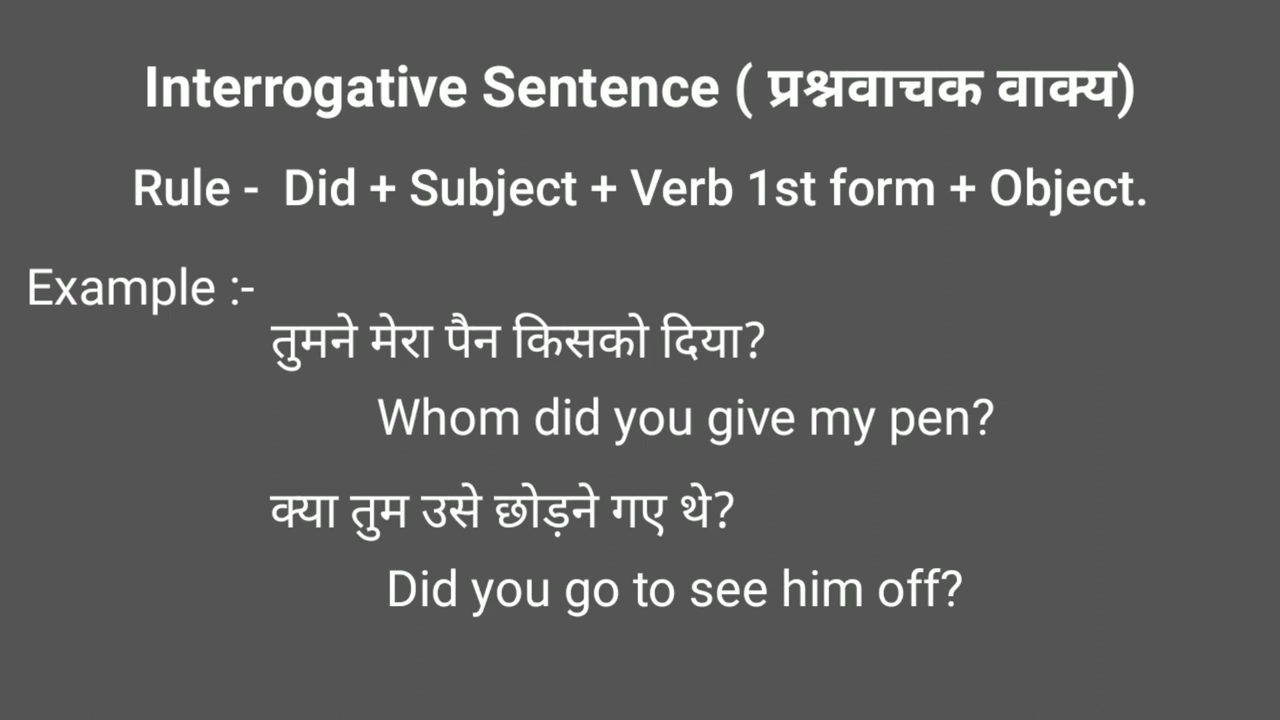 Interrogative Sentence ( प्रश्नवाचक वाक्य)
Rule - Did + Subject + Verb 1st form + Object.
Example :-
तुमने मेरा पैन किसको दिया?
Whom did you give my pen?
क्या तुम उसे छोड़ने गए थे?
Did you go to see him off?